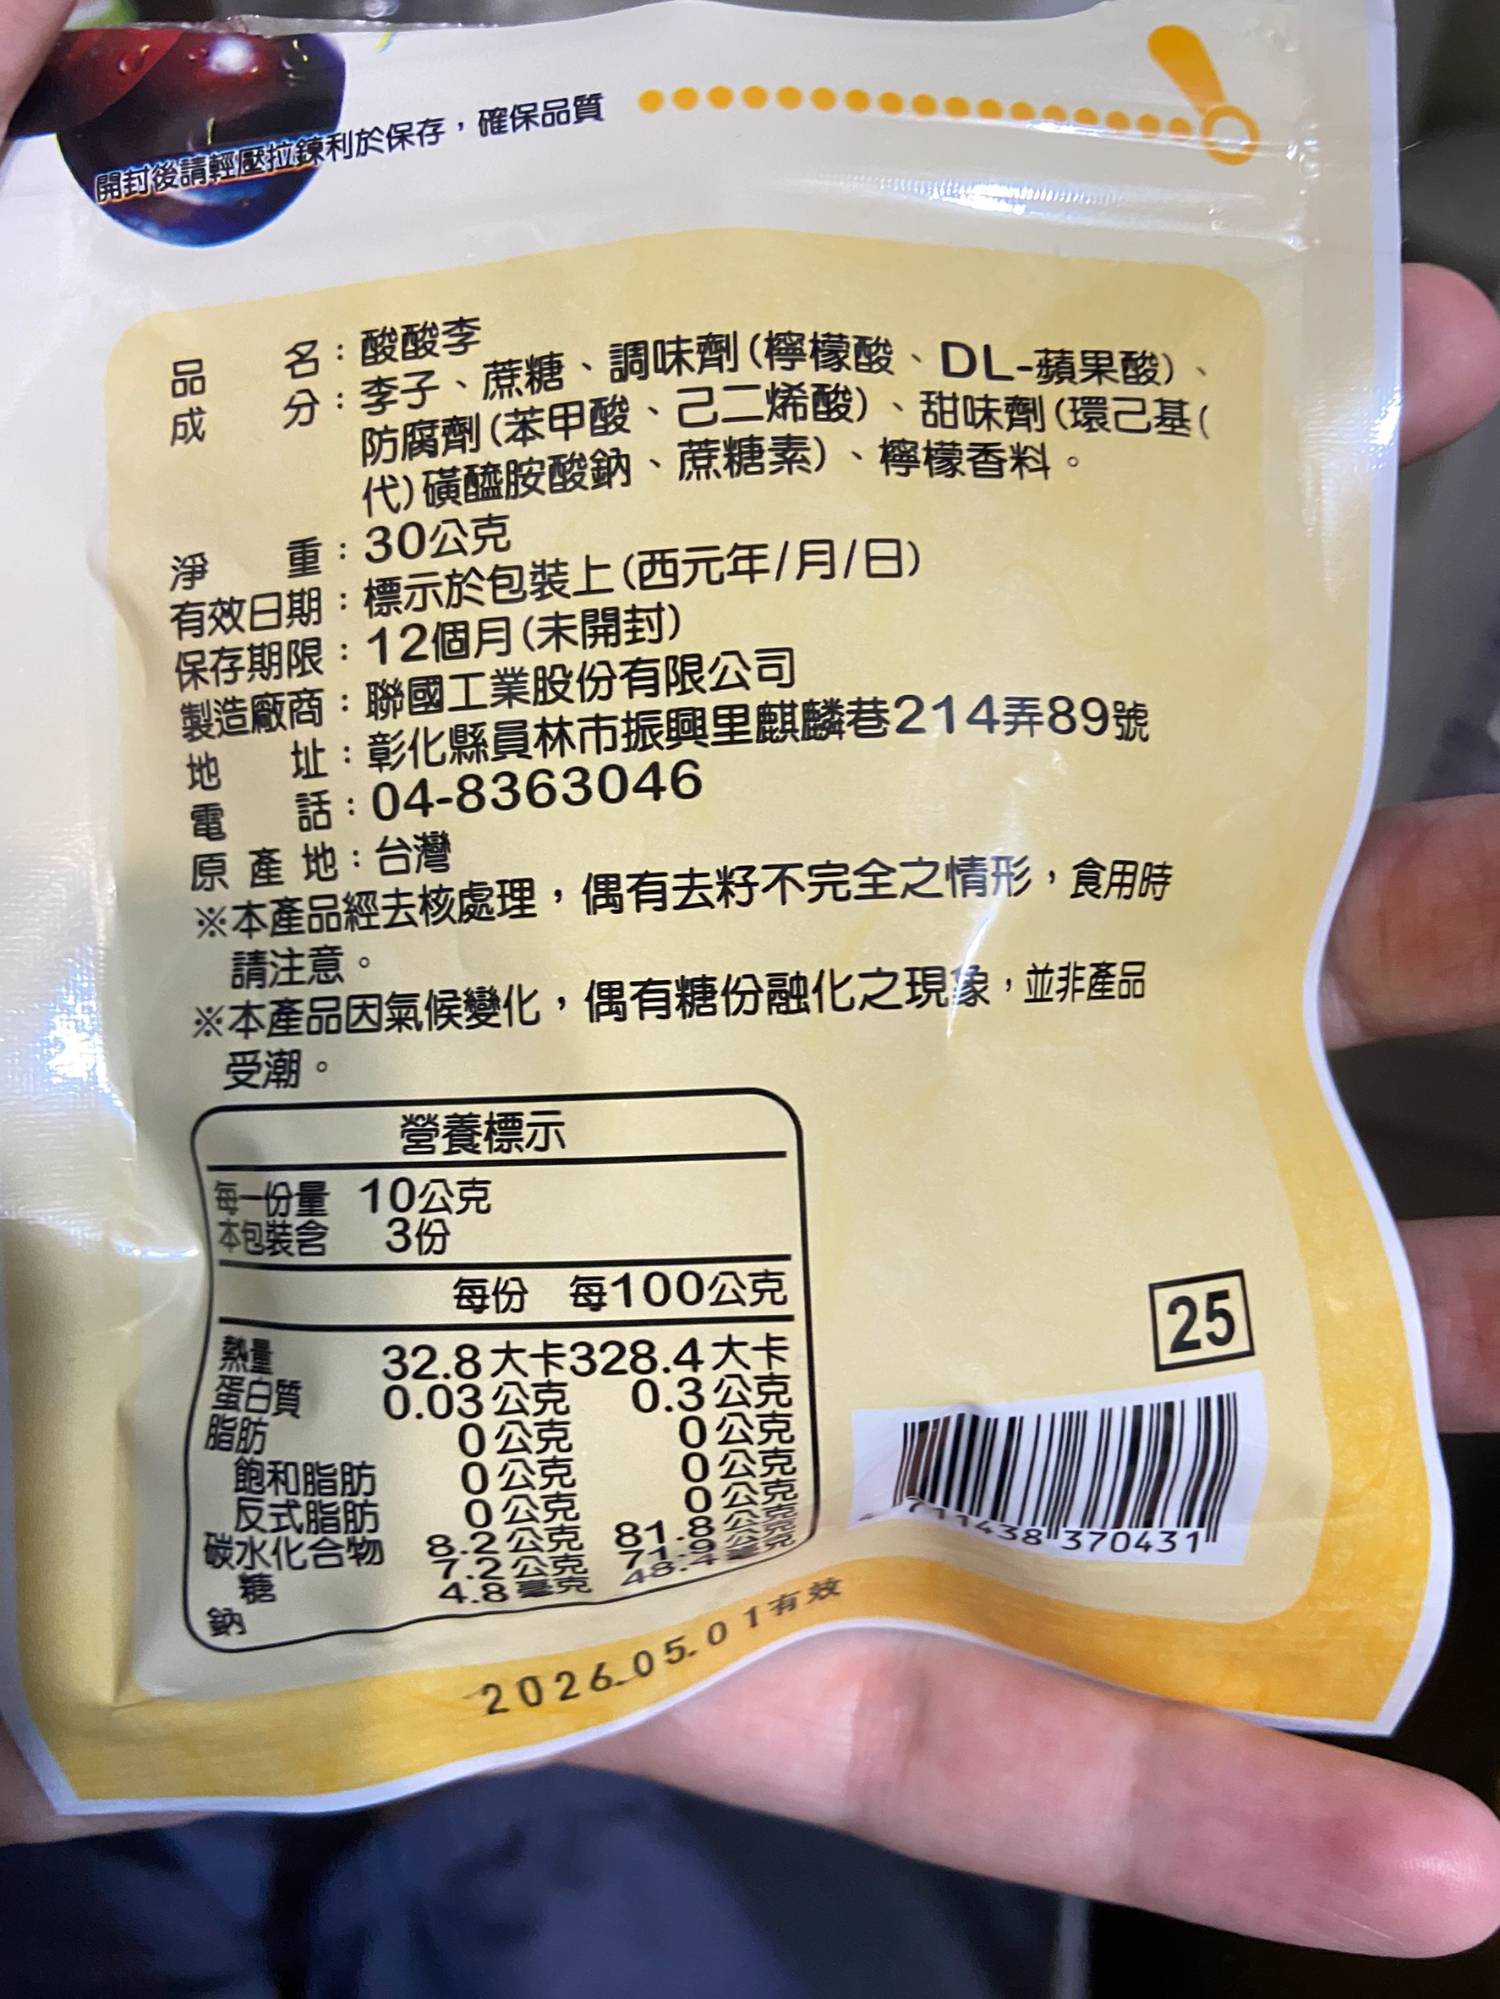 開封後請輕壓拉鍊利於保存，確保品質
品　　名：酸酸李
成　　分：李子、蔗糖、調味劑(檸檬酸、DL-蘋果酸)、
防腐劑(苯甲酸、己二烯酸)、甜味劑(環己基(
代)磺醯胺酸鈉、蔗糖素)、檸檬香料。
淨　　重：30公克
有效日期：標示於包裝上(西元年/月/日)
保存期限：12個月(未開封)
製造廠商：聯國工業股份有限公司
地　　址：彰化縣員林市振興里麒麟巷214弄89號
電　　話：04-8363046
原 產 地：台灣
※本產品經去核處理，偶有去籽不完全之情形，食用時
請注意。
※本產品因氣候變化，偶有糖份融化之現象，並非產品
受潮。
營養標示
每一份量 10公克
本包裝含 3份
每份 每100公克
熱量 32.8大卡 328.4大卡
蛋白質 0.03公克 0.3公克
脂肪 0公克 0公克
飽和脂肪 0公克 0公克
反式脂肪 0公克 0公克
碳水化合物 8.2公克 81.8公克
糖 7.2公克 71.9公克
鈉 4.8毫克 48.4毫克
25
4 711438 370431
2026.05.01有效